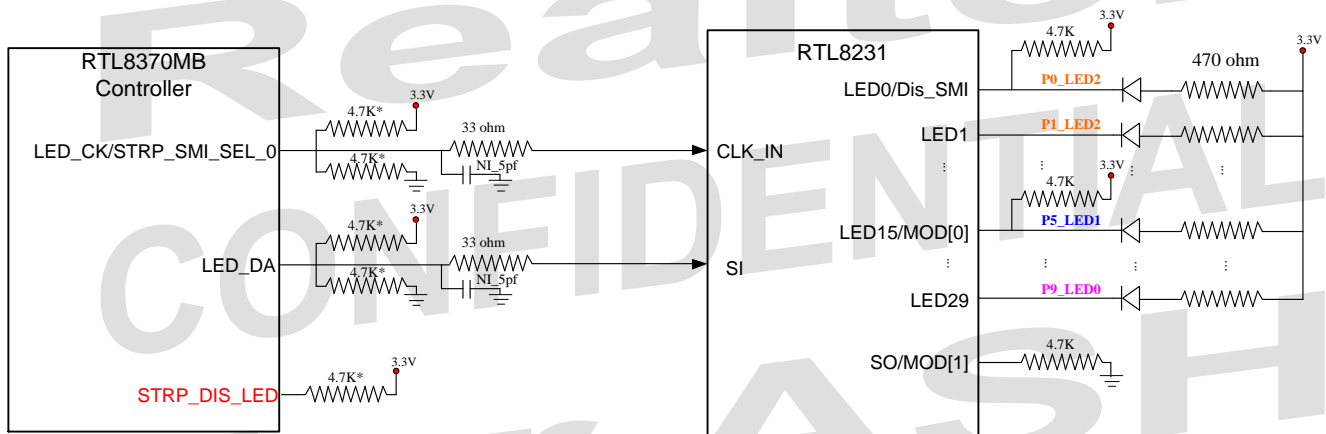 RTL8370MB
Controller
LED_CK/STRP_SMI_SEL_0
LED_DA
STRP_DIS_LED
4.7K*
3.3V
4.7K*
33 ohm
NI_5pf
4.7K*
3.3V
4.7K*
33 ohm
NI_5pf
4.7K*
3.3V
RTL8231
CLK_IN
SI
LED0/Dis_SMI
LED1
LED15/MOD[0]
LED29
SO/MOD[1]
4.7K
3.3V
470 ohm
3.3V
P0_LED2
P1_LED2
4.7K
3.3V
P5_LED1
P9_LED0
4.7K
Realtek
CONFIDENTIAL